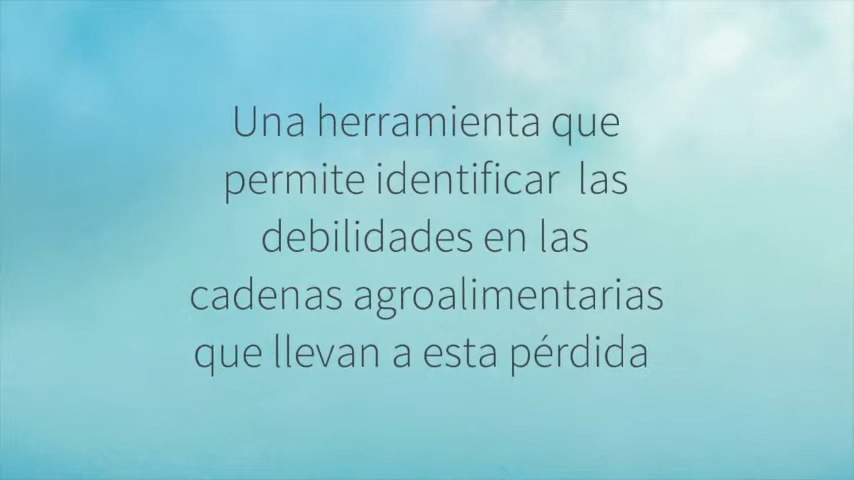 Una herramienta que
permite identificar  las
debilidades en las
cadenas agroalimentarias
que llevan a esta pérdida